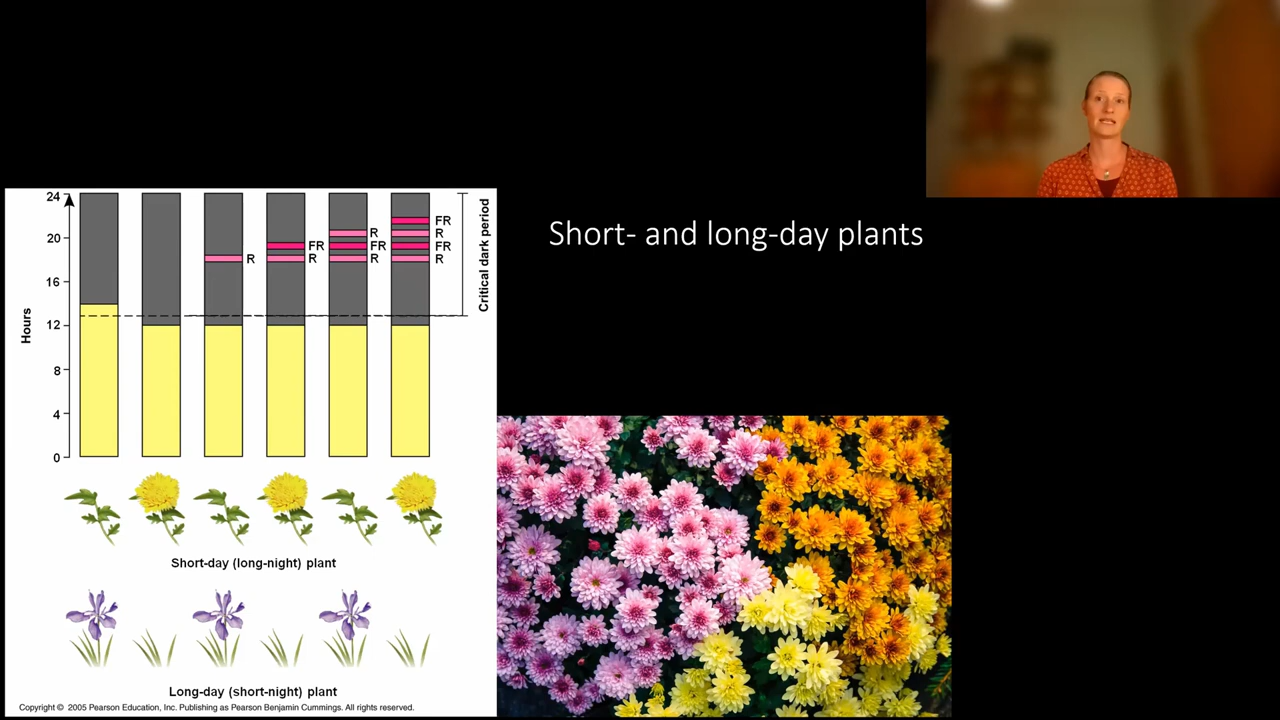 Short- and long-day plants
24
20
16
12
8
4
0
Hours
R
FR
R
R
FR
R
FR
R
FR
R
Critical dark period
Short-day (long-night) plant
Long-day (short-night) plant
Copyright © 2005 Pearson Education, Inc. Publishing as Pearson Benjamin Cummings. All rights reserved.